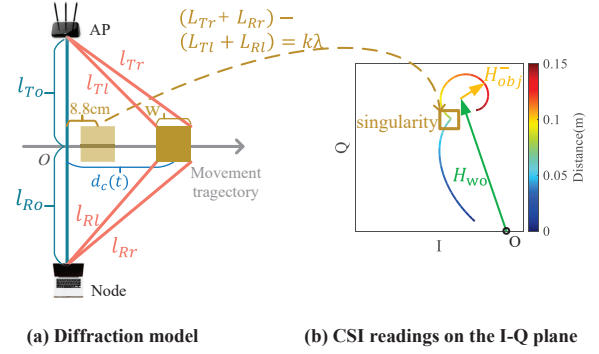 (L_Tr + L_Rr) −
(L_Tl + L_Rl) = kλ
AP
l_Tr
l_Tl
l_To
8.8cm
W
O
Movement
tragectory
d_c(t)
l_Ro
l_Rl
l_Rr
Node
(a) Diffraction model
H_obj^-
singularity
H_wo
Q
I
O
0.15
0.1
0.05
0
Distance(m)
(b) CSI readings on the I-Q plane